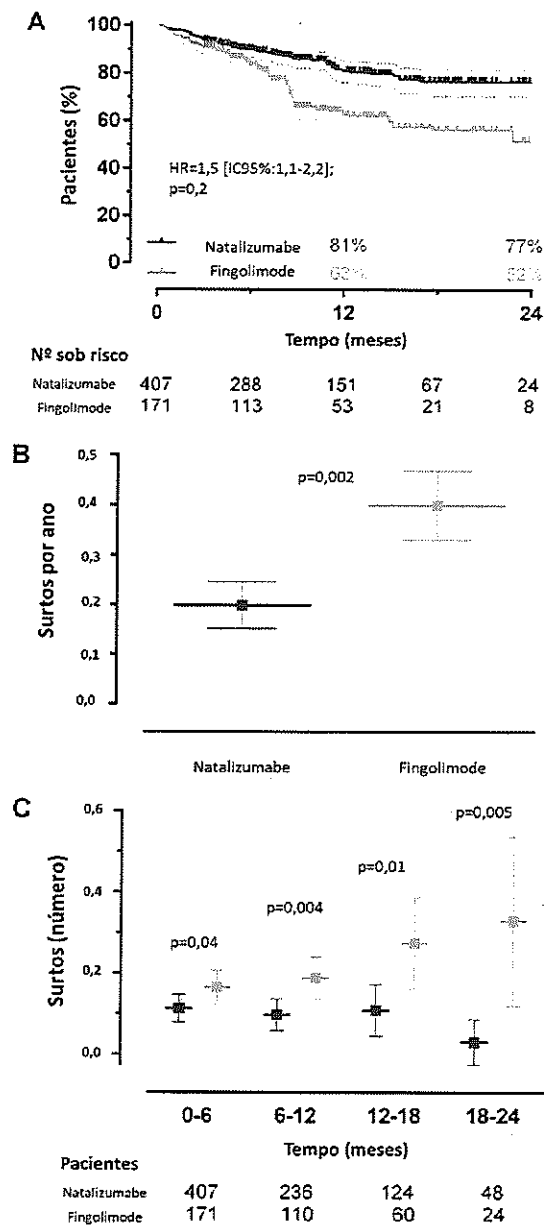 A
Pacientes (%)
100
80
60
40
20
0
HR=1,5 [IC95%:1,1-2,2];
p=0,2
Natalizumabe 81% 77%
Fingolimode 63% 52%
0 12 24
Tempo (meses)
Nº sob risco
Natalizumabe 407 288 151 67 24
Fingolimode 171 113 53 21 8
B
Surtos por ano
0,5
0,4
0,3
0,2
0,1
0,0
p=0,002
Natalizumabe Fingolimode
C
Surtos (número)
0,6
0,4
0,2
0,0
p=0,04
p=0,004
p=0,01
p=0,005
0-6 6-12 12-18 18-24
Tempo (meses)
Pacientes
Natalizumabe 407 236 124 48
Fingolimode 171 110 60 24